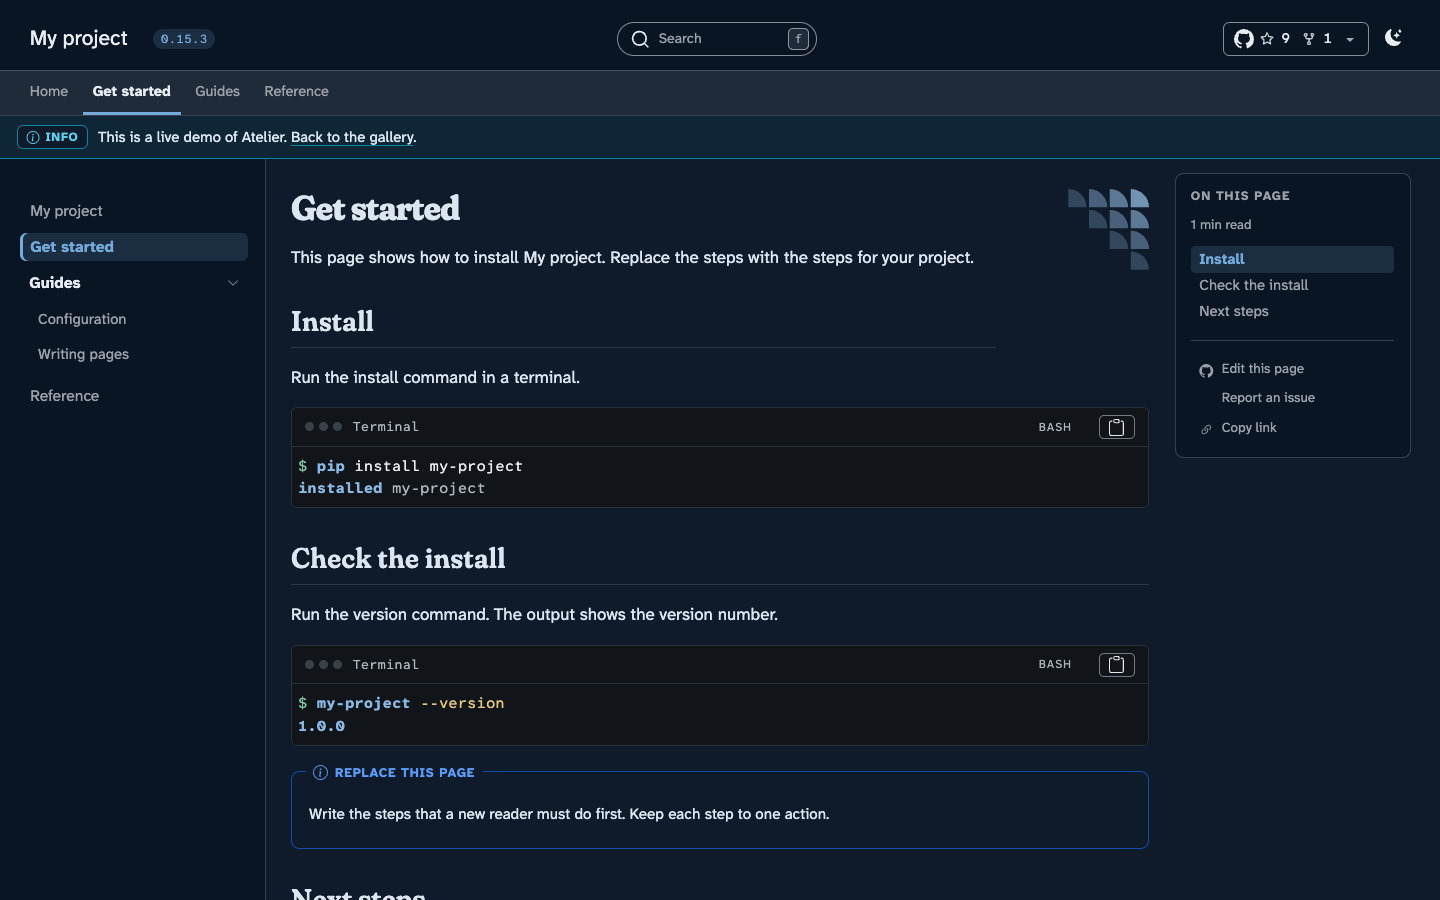 My project
0.15.3
Search
f
9
1
Home
Get started
Guides
Reference
INFO
This is a live demo of Atelier. Back to the gallery.
My project
Get started
Guides
Configuration
Writing pages
Reference
Get started
This page shows how to install My project. Replace the steps with the steps for your project.
Install
Run the install command in a terminal.
Terminal
BASH
$ pip install my-project
installed my-project
Check the install
Run the version command. The output shows the version number.
Terminal
BASH
$ my-project --version
1.0.0
REPLACE THIS PAGE
Write the steps that a new reader must do first. Keep each step to one action.
Next steps
ON THIS PAGE
1 min read
Install
Check the install
Next steps
Edit this page
Report an issue
Copy link